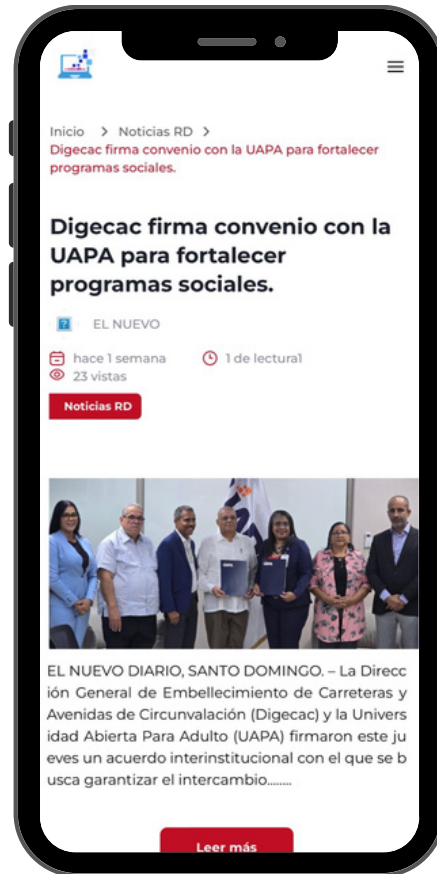 Inicio > Noticias RD >
Digecac firma convenio con la UAPA para fortalecer
programas sociales.
Digecac firma convenio con la
UAPA para fortalecer
programas sociales.
EL NUEVO
hace 1 semana 1 de lectura1
23 vistas
Noticias RD
EL NUEVO DIARIO, SANTO DOMINGO. – La Direcc
ión General de Embellecimiento de Carreteras y
Avenidas de Circunvalación (Digecac) y la Univers
idad Abierta Para Adulto (UAPA) firmaron este ju
eves un acuerdo interinstitucional con el que se b
usca garantizar el intercambio........
Leer más